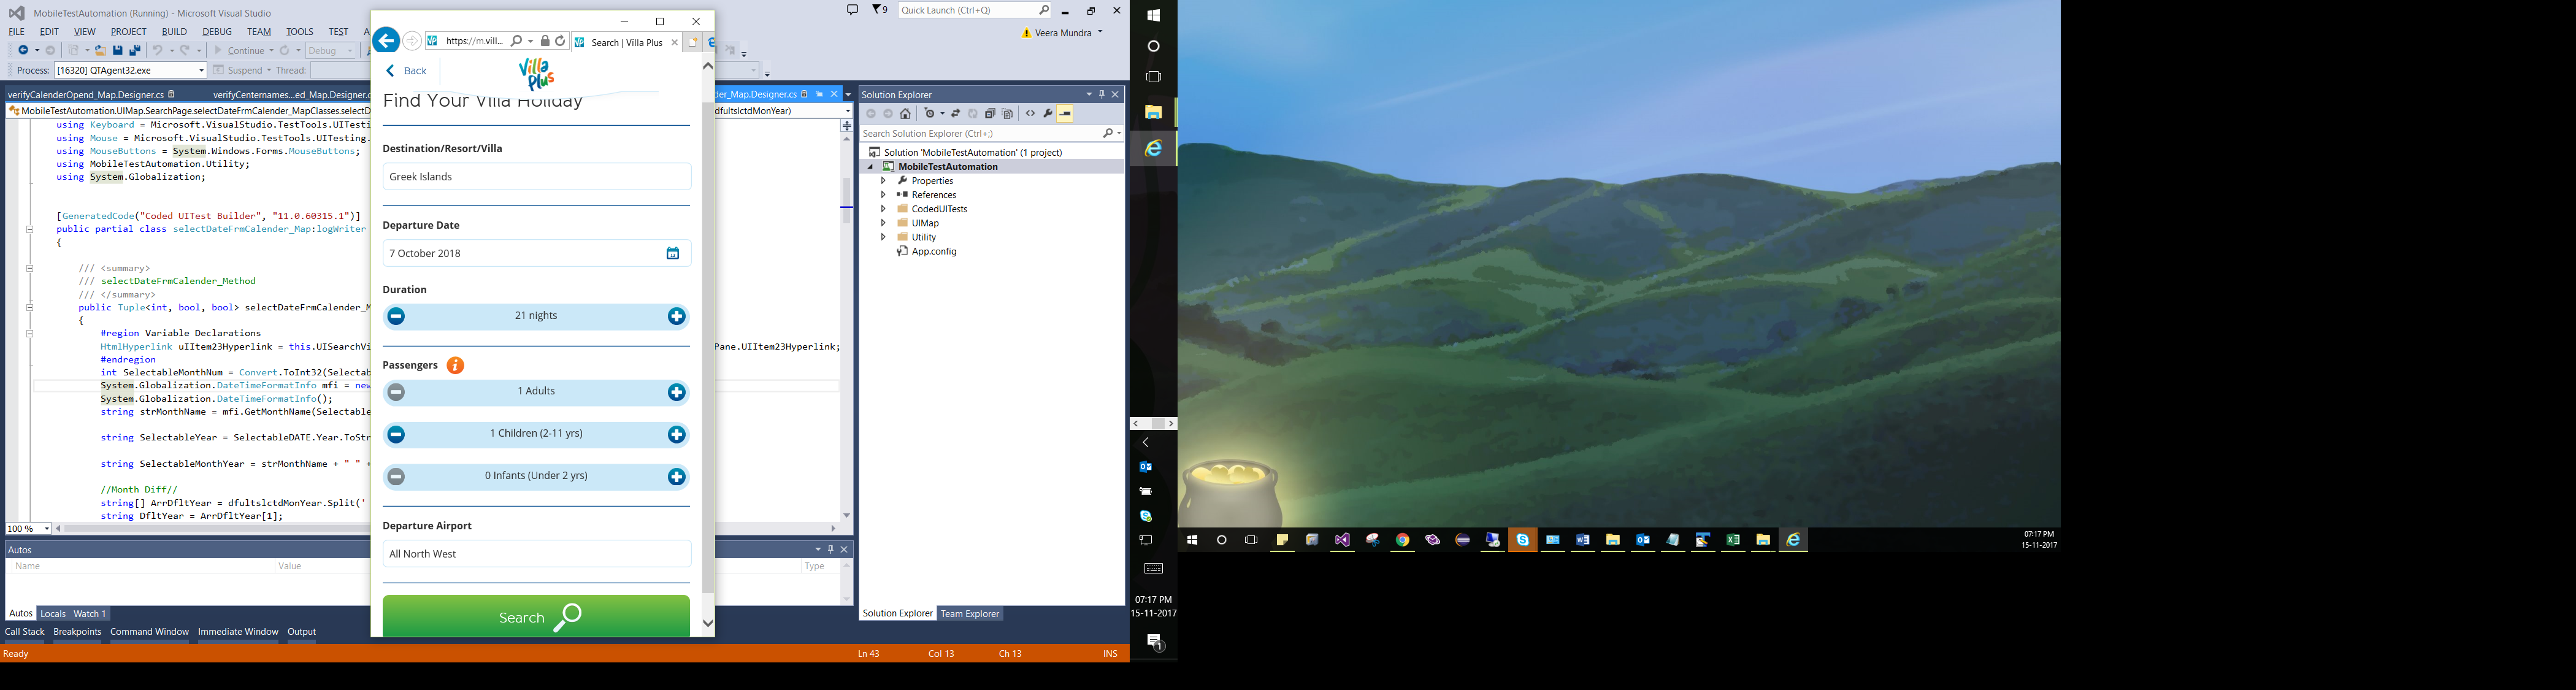 MobileTestAutomation (Running) - Microsoft Visual Studio
9
Quick Launch (Ctrl+Q)
FILE EDIT VIEW PROJECT BUILD DEBUG TEAM TOOLS TEST
Veera Mundra
Continue
Debug
Process: [16320] QTAgent32.exe
Suspend
Thread:
verifyCalenderOpend_Map.Designer.cs
verifyCenternames...ed_Map.Designer.c
der_Map.Designer.cs
MobileTestAutomation.UIMap.SearchPage.selectDateFrmCalender_MapClasses.selectD
dfultslctdMonYear)
using Keyboard = Microsoft.VisualStudio.TestTools.UITesti
using Mouse = Microsoft.VisualStudio.TestTools.UITesting.
using MouseButtons = System.Windows.Forms.MouseButtons;
using MobileTestAutomation.Utility;
using System.Globalization;
[GeneratedCode("Coded UITest Builder", "11.0.60315.1")]
public partial class selectDateFrmCalender_Map:logWriter
{
/// <summary>
/// selectDateFrmCalender_Method
/// </summary>
public Tuple<int, bool, bool> selectDateFrmCalender_M
{
#region Variable Declarations
HtmlHyperlink uIItem23Hyperlink = this.UISearchVi
Pane.UIItem23Hyperlink;
#endregion
int SelectableMonthNum = Convert.ToInt32(Selectab
System.Globalization.DateTimeFormatInfo mfi = new
System.Globalization.DateTimeFormatInfo();
string strMonthName = mfi.GetMonthName(Selectable
string SelectableYear = SelectableDATE.Year.ToStr
string SelectableMonthYear = strMonthName + " " +
//Month Diff//
string[] ArrDfltYear = dfultslctdMonYear.Split('
string DfltYear = ArrDfltYear[1];
100 %
Autos
Name Value Type
Autos Locals Watch 1
Call Stack Breakpoints Command Window Immediate Window Output
Ready
Ln 43 Col 13 Ch 13 INS
https://m.vill...
Search | Villa Plus
Back
Villa
Plus
Find Your Villa Holiday
Destination/Resort/Villa
Greek Islands
Departure Date
7 October 2018
Duration
21 nights
Passengers
1 Adults
1 Children (2-11 yrs)
0 Infants (Under 2 yrs)
Departure Airport
All North West
Search
Solution Explorer
Search Solution Explorer (Ctrl+;)
Solution 'MobileTestAutomation' (1 project)
MobileTestAutomation
Properties
References
CodedUITests
UIMap
Utility
App.config
Solution Explorer Team Explorer
07:17 PM
15-11-2017
1
07:17 PM
15-11-2017